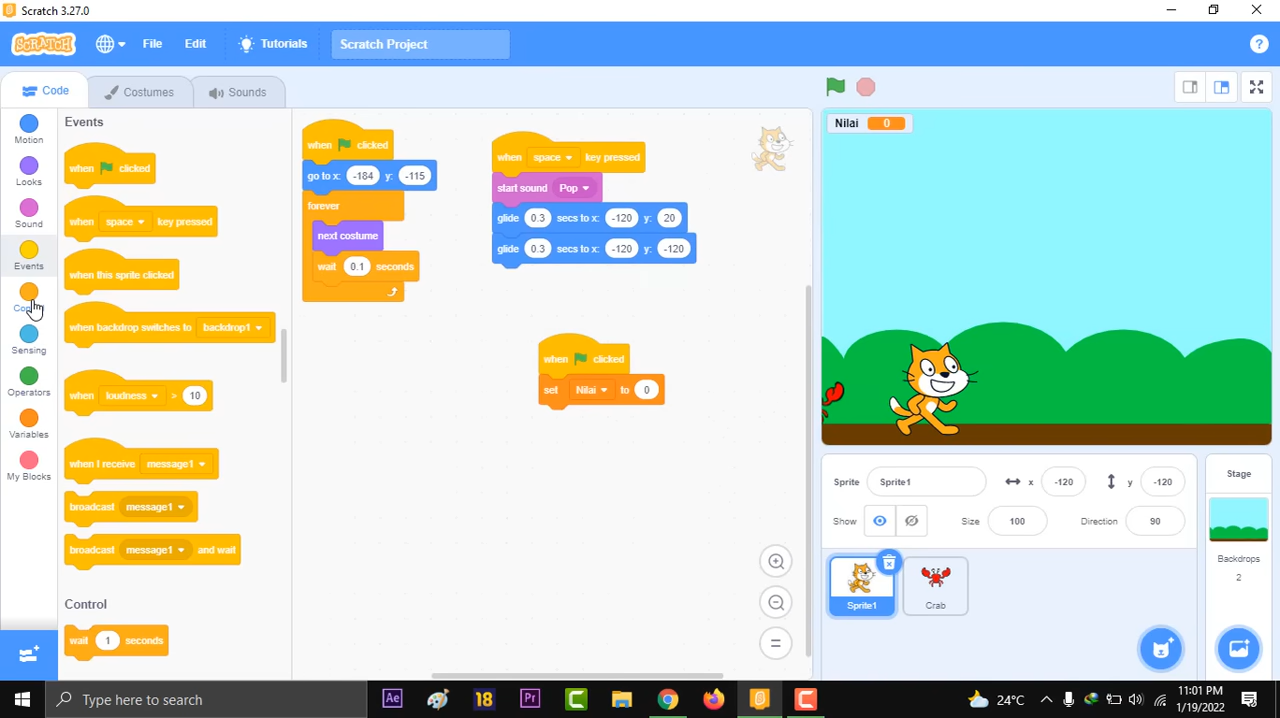 Scratch 3.27.0
SCRATCH File Edit Tutorials Scratch Project ?
Code Costumes Sounds
Motion
Looks
Sound
Events
Sensing
Operators
Variables
My Blocks
Events
when clicked
when space key pressed
when this sprite clicked
when backdrop switches to backdrop1
when loudness > 10
when I receive message1
broadcast message1
broadcast message1 and wait
Control
wait 1 seconds
when clicked
go to x: -184 y: -115
forever
next costume
wait 0.1 seconds
when space key pressed
start sound Pop
glide 0.3 secs to x: -120 y: 20
glide 0.3 secs to x: -120 y: -120
when clicked
set Nilai to 0
Nilai 0
Sprite Sprite1 x -120 y -120
Show Size 100 Direction 90
Sprite1
Crab
Stage
Backdrops
2
Type here to search
Ae 18 Pr C C
24°C
11:01 PM
1/19/2022